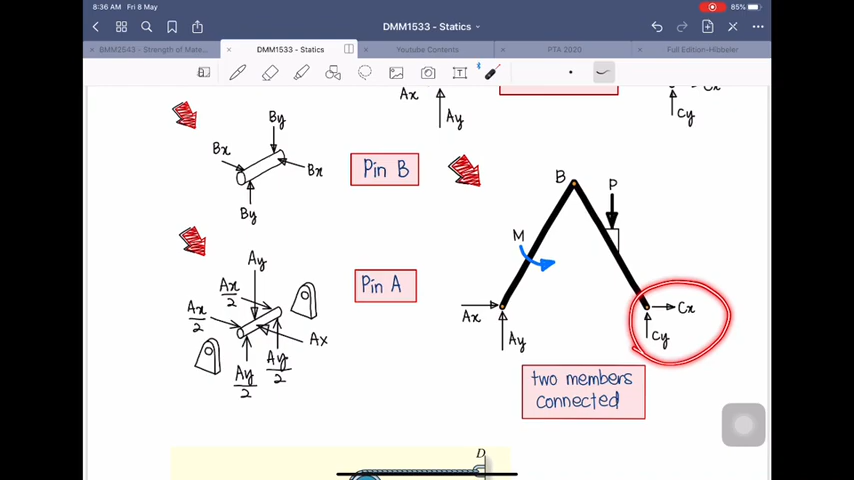 8:36 AM Fri 8 May
85%
DMM1533 - Statics
BMM2543 - Strength of Mate...
DMM1533 - Statics
Youtube Contents
PTA 2020
Full Edition-Hibbeler
Ax
Ay
Cx
Cy
By
Bx
Bx
By
Pin B
B
P
M
Ax
Ay
Cx
Cy
two members
connected
Ay
Ax
2
Ax
2
Ax
Ay
2
Ay
2
Pin A
D